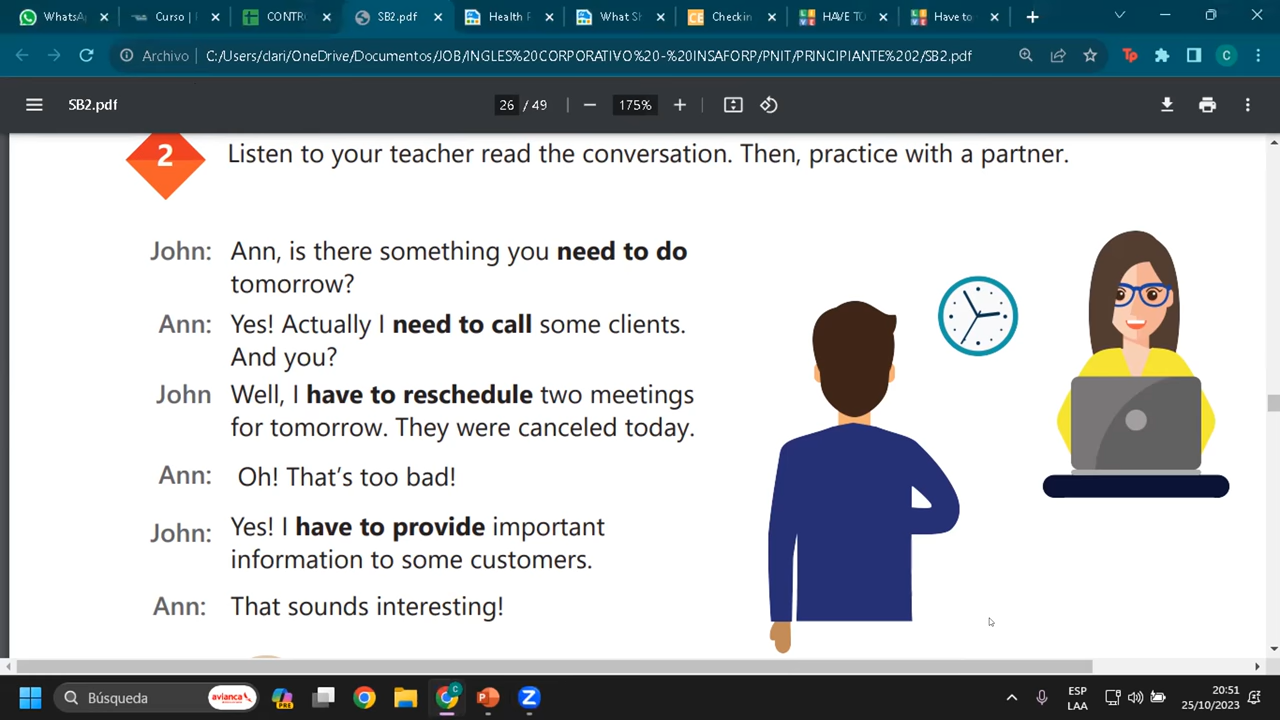 WhatsA
Curso |
CONTR
SB2.pdf
Health P
What Sh
Checkin
HAVE TO
Have to
Archivo C:/Users/clari/OneDrive/Documentos/JOB/INGLES%20CORPORATIVO%20-%20INSAFORP/PNIT/PRINCIPIANTE%202/SB2.pdf
SB2.pdf 26 / 49 175%
2 Listen to your teacher read the conversation. Then, practice with a partner.
John: Ann, is there something you need to do
tomorrow?
Ann: Yes! Actually I need to call some clients.
And you?
John Well, I have to reschedule two meetings
for tomorrow. They were canceled today.
Ann: Oh! That's too bad!
John: Yes! I have to provide important
information to some customers.
Ann: That sounds interesting!
Búsqueda avianca
ESP
LAA
20:51
25/10/2023